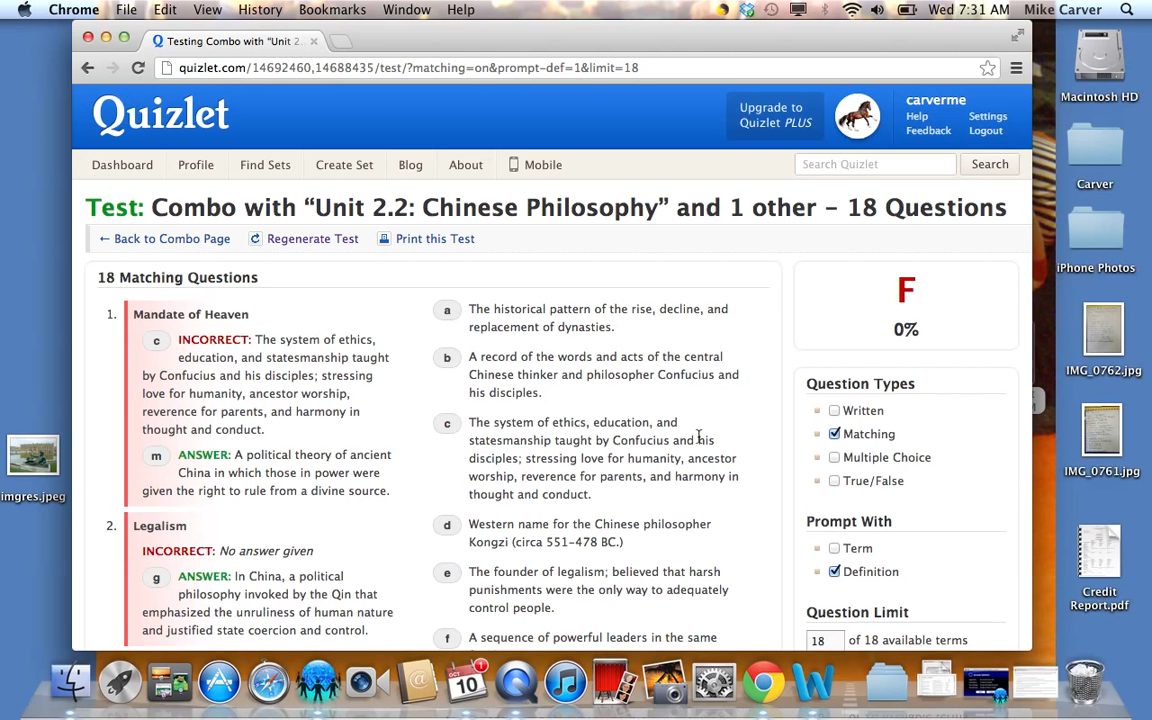 Chrome File Edit View History Bookmarks Window Help Wed 7:31 AM Mike Carver
Testing Combo with “Unit 2.2
quizlet.com/14692460,14688435/test/?matching=on&prompt-def=1&limit=18
Quizlet
Upgrade to
Quizlet PLUS
carverme
Help Settings
Feedback Logout
Dashboard Profile Find Sets Create Set Blog About Mobile Search Quizlet Search
Test: Combo with “Unit 2.2: Chinese Philosophy” and 1 other – 18 Questions
← Back to Combo Page Regenerate Test Print this Test
18 Matching Questions
1. Mandate of Heaven
c INCORRECT: The system of ethics,
education, and statesmanship taught
by Confucius and his disciples; stressing
love for humanity, ancestor worship,
reverence for parents, and harmony in
thought and conduct.
m ANSWER: A political theory of ancient
China in which those in power were
given the right to rule from a divine source.
2. Legalism
INCORRECT: No answer given
g ANSWER: In China, a political
philosophy invoked by the Qin that
emphasized the unruliness of human nature
and justified state coercion and control.
a The historical pattern of the rise, decline, and
replacement of dynasties.
b A record of the words and acts of the central
Chinese thinker and philosopher Confucius and
his disciples.
c The system of ethics, education, and
statesmanship taught by Confucius and his
disciples; stressing love for humanity, ancestor
worship, reverence for parents, and harmony in
thought and conduct.
d Western name for the Chinese philosopher
Kongzi (circa 551–478 BC.)
e The founder of legalism; believed that harsh
punishments were the only way to adequately
control people.
f A sequence of powerful leaders in the same
F
0%
Question Types
Written
Matching
Multiple Choice
True/False
Prompt With
Term
Definition
Question Limit
18 of 18 available terms
Macintosh HD
Carver
iPhone Photos
IMG_0762.jpg
IMG_0761.jpg
Credit
Report.pdf
imgres.jpeg
OCT
10
1